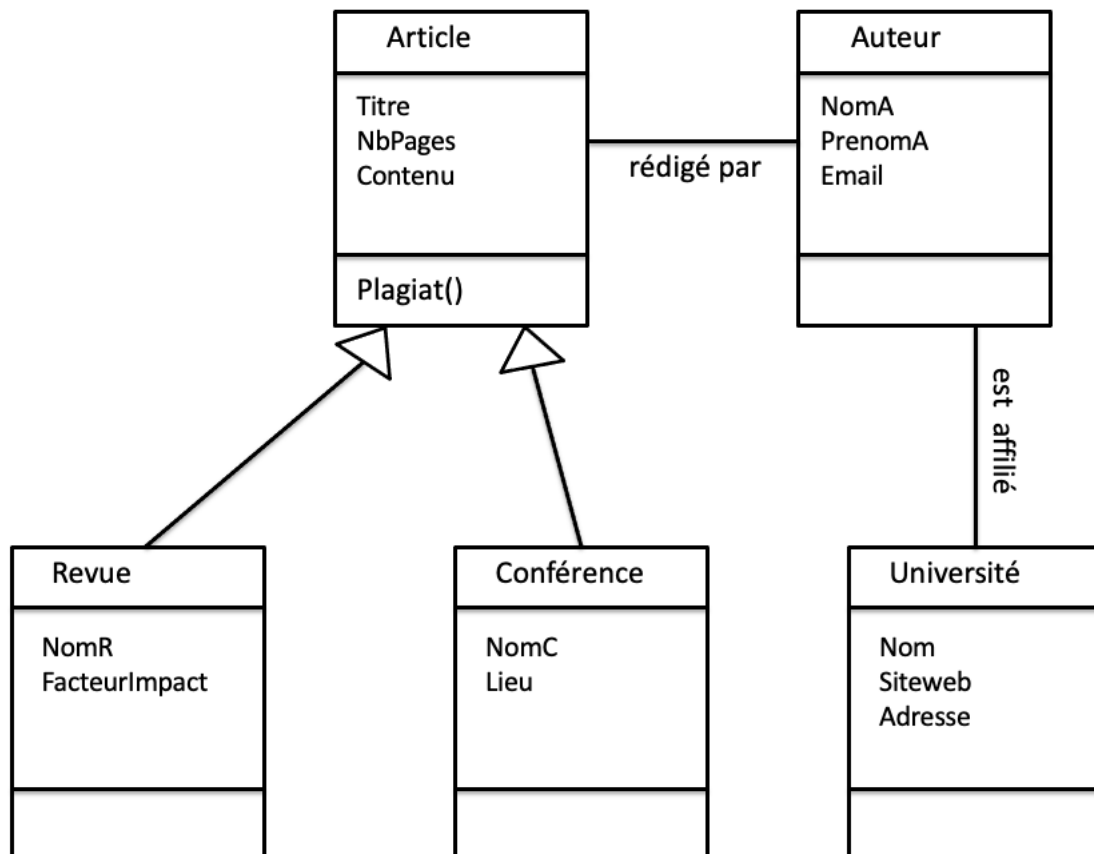 Article
Titre
NbPages
Contenu
Plagiat()
rédigé par
Auteur
NomA
PrenomA
Email
est affilié
Revue
NomR
FacteurImpact
Conférence
NomC
Lieu
Université
Nom
Siteweb
Adresse